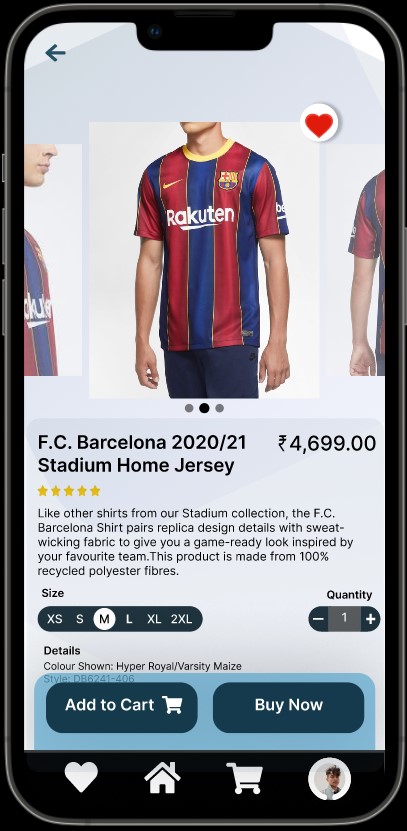 Rakuten
F.C. Barcelona 2020/21
Stadium Home Jersey
₹4,699.00
Like other shirts from our Stadium collection, the F.C.
Barcelona Shirt pairs replica design details with sweat-
wicking fabric to give you a game-ready look inspired by
your favourite team.This product is made from 100%
recycled polyester fibres.
Size
Quantity
XS S M L XL 2XL
− 1 +
Details
Colour Shown: Hyper Royal/Varsity Maize
Style: DB6241-406
Add to Cart
Buy Now